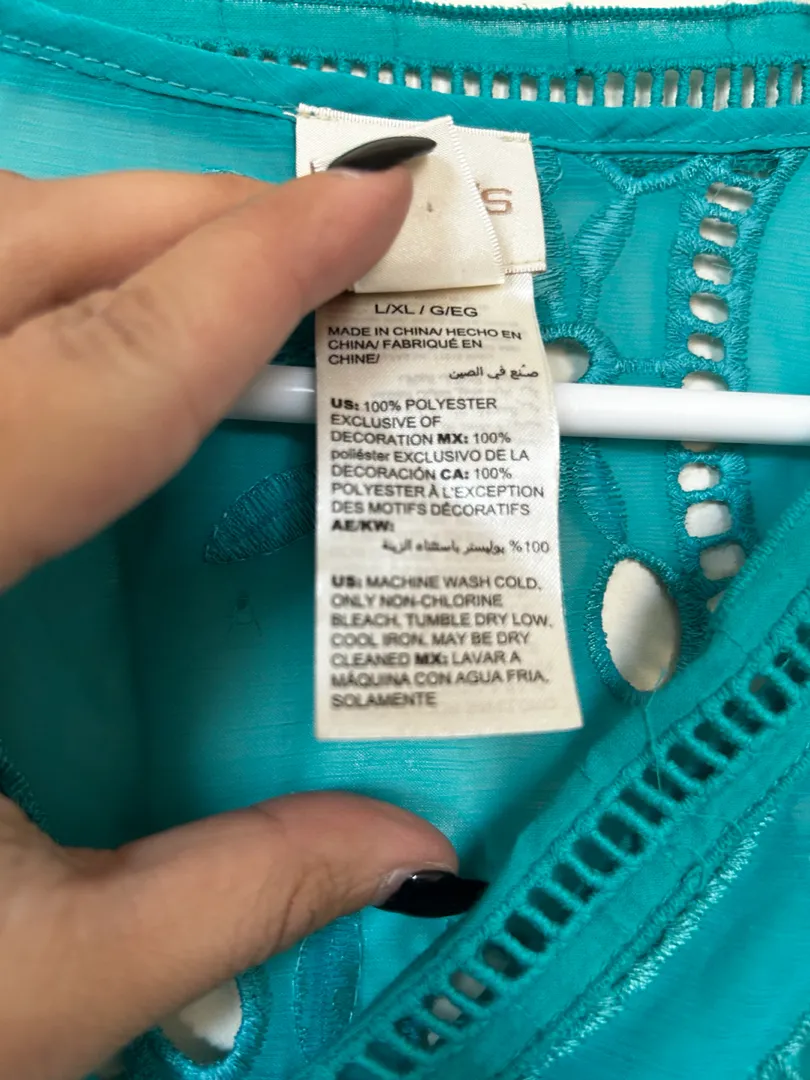 S
L/XL / G/EG
MADE IN CHINA/ HECHO EN
CHINA/ FABRIQUÉ EN
CHINE/
صنّع في الصين
US: 100% POLYESTER
EXCLUSIVE OF
DECORATION MX: 100%
poliéster EXCLUSIVO DE LA
DECORACIÓN CA: 100%
POLYESTER À L'EXCEPTION
DES MOTIFS DÉCORATIFS
AE/KW:
100% بوليستر باستثناء الزينة
US: MACHINE WASH COLD,
ONLY NON-CHLORINE
BLEACH, TUMBLE DRY LOW,
COOL IRON. MAY BE DRY
CLEANED MX: LAVAR A
MÁQUINA CON AGUA FRIA,
SOLAMENTE